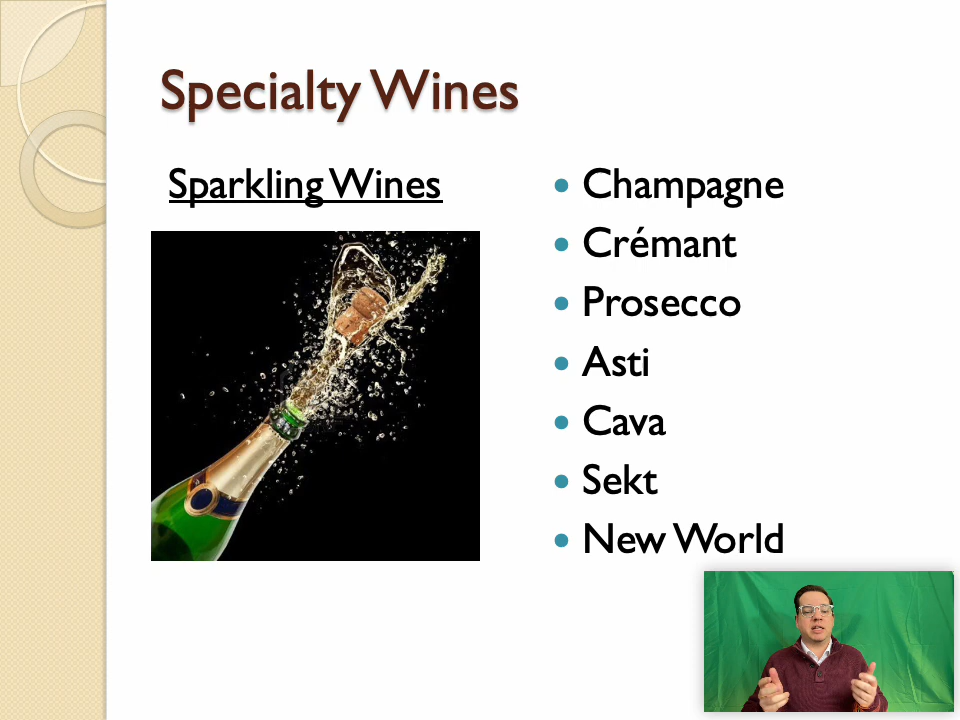 Specialty Wines
Sparkling Wines
Champagne
Crémant
Prosecco
Asti
Cava
Sekt
New World